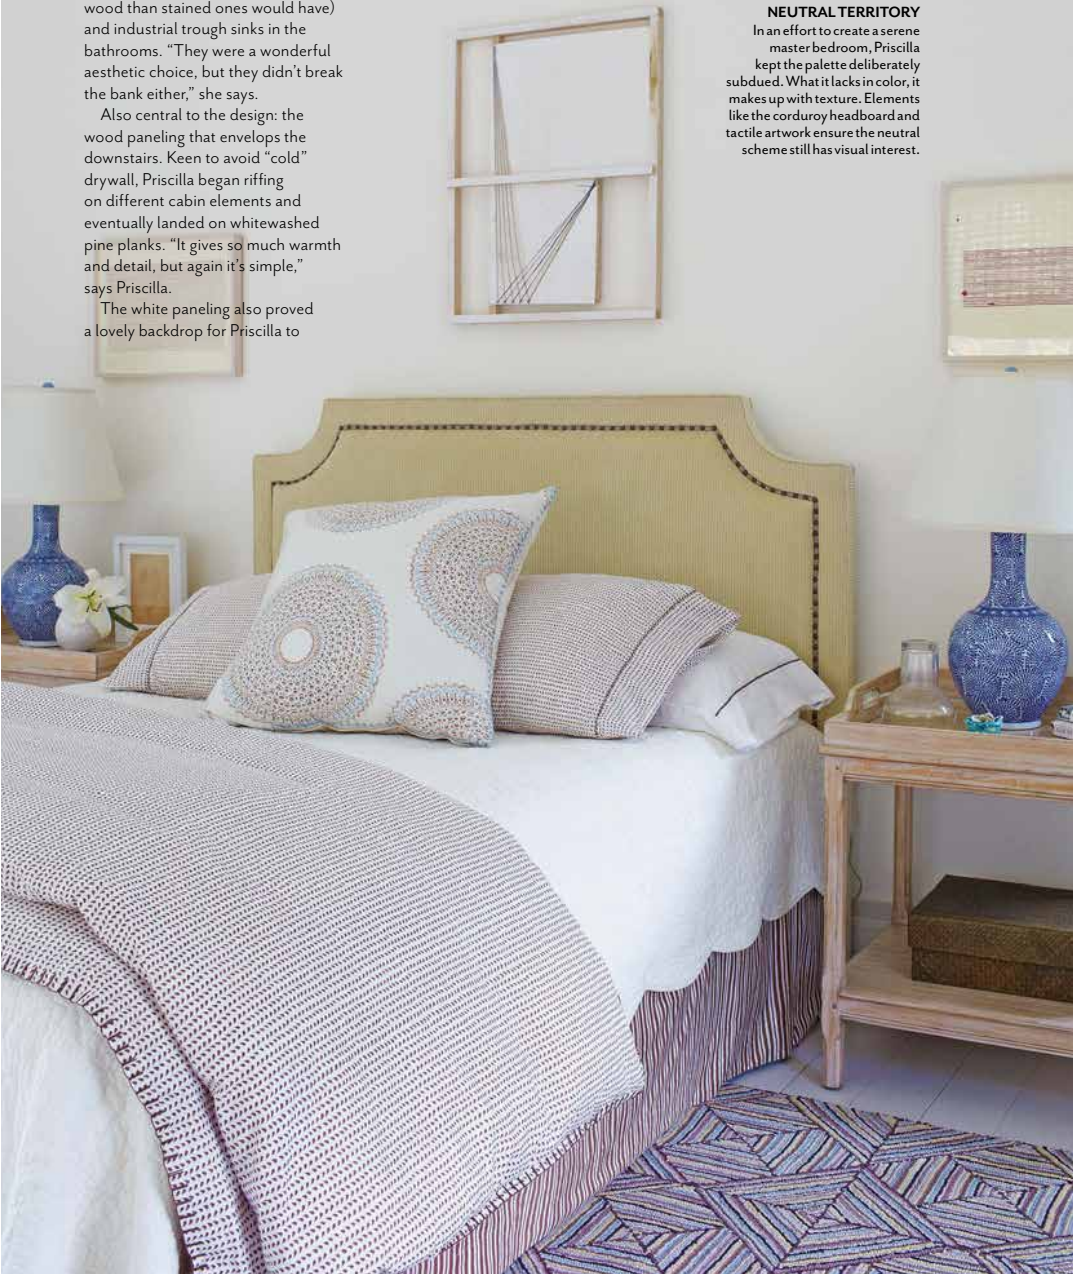 wood than stained ones would have)
and industrial trough sinks in the
bathrooms. “They were a wonderful
aesthetic choice, but they didn’t break
the bank either,” she says.
Also central to the design: the
wood paneling that envelops the
downstairs. Keen to avoid “cold”
drywall, Priscilla began riffing
on different cabin elements and
eventually landed on whitewashed
pine planks. “It gives so much warmth
and detail, but again it’s simple,”
says Priscilla.
The white paneling also proved
a lovely backdrop for Priscilla to
NEUTRAL TERRITORY
In an effort to create a serene
master bedroom, Priscilla
kept the palette deliberately
subdued. What it lacks in color, it
makes up with texture. Elements
like the corduroy headboard and
tactile artwork ensure the neutral
scheme still has visual interest.